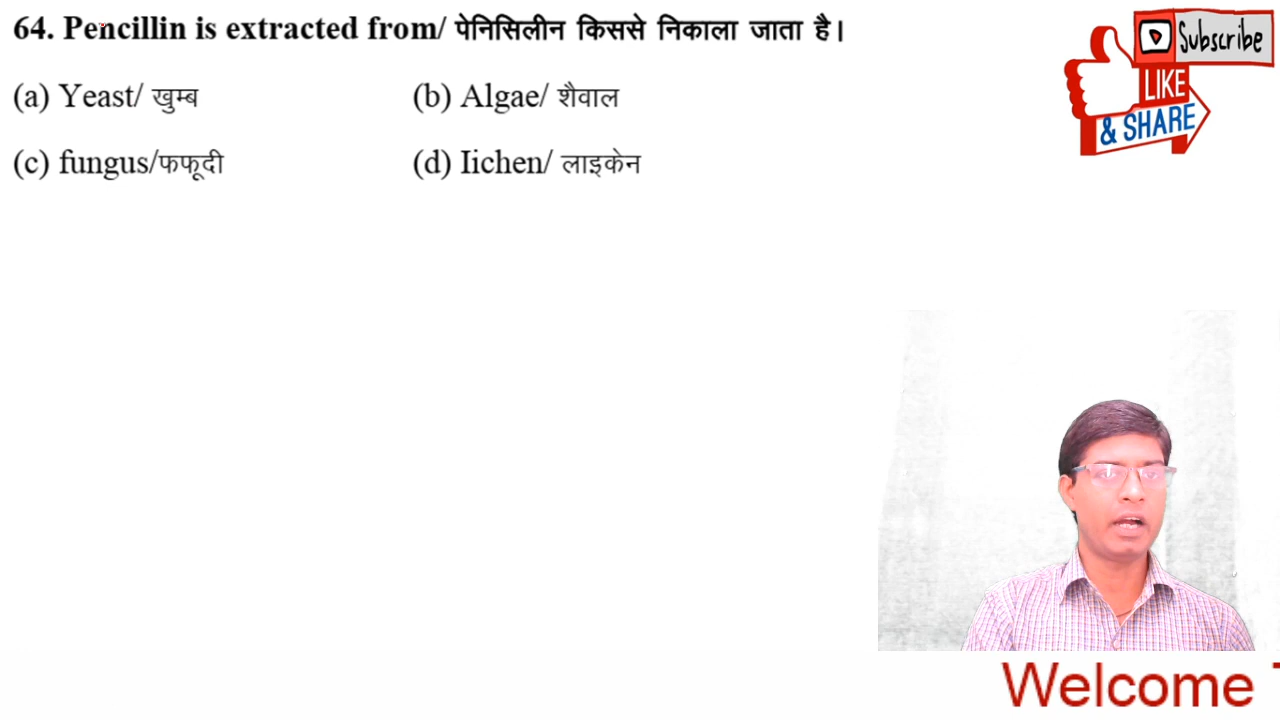 64. Pencillin is extracted from/ पेनिसिलीन किससे निकाला जाता है।
(a) Yeast/ खुम्ब
(b) Algae/ शैवाल
(c) fungus/फफूदी
(d) Iichen/ लाइकेन
Subscribe
LIKE
& SHARE
Welcome